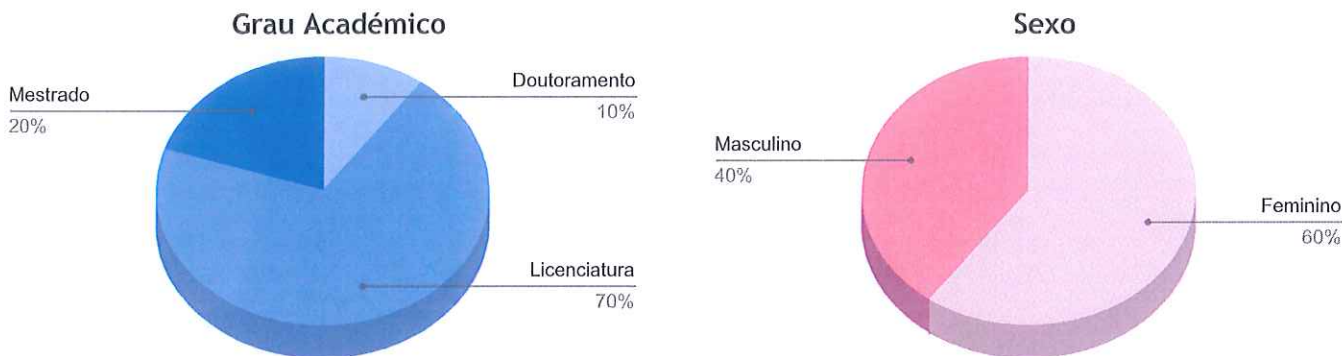 Grau Académico
Mestrado
20%
Doutoramento
10%
Licenciatura
70%
Sexo
Masculino
40%
Feminino
60%